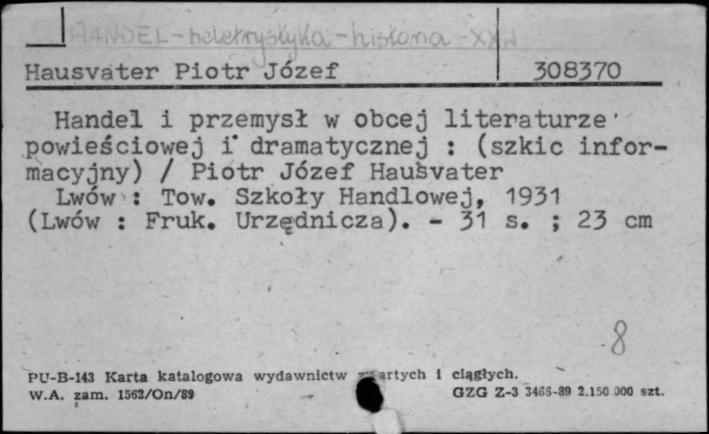 HANDEL - beletrystyka - historia - XX w
Hausvater Piotr Józef 308370
Handel i przemysł w obcej literaturze
powieściowej i dramatycznej : (szkic infor-
macyjny) / Piotr Józef Hausvater
Lwów : Tow. Szkoły Handlowej, 1931
(Lwów : Fruk. Urzędnicza). - 31 s. ; 23 cm
8
PU-B-143 Karta katalogowa wydawnictw zwartych i ciągłych.
W.A. zam. 1562/On/89 GZG Z-3 3466-89 2.150.000 szt.